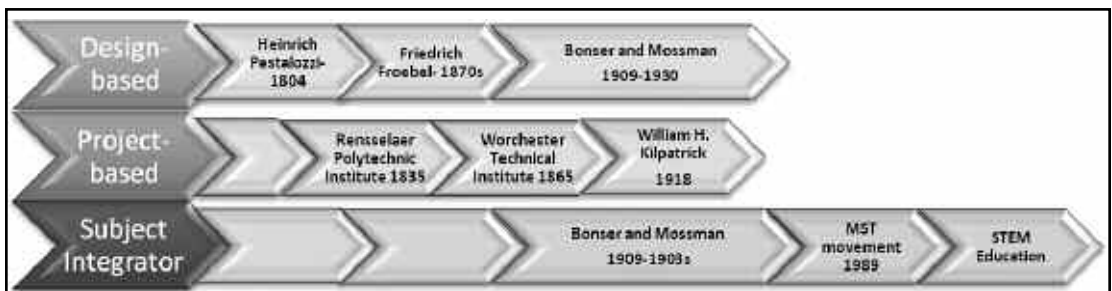 Design-
based
Heinrich
Pestalozzi-
1804
Friedrich
Froebel- 1870s
Bonser and Mossman
1909-1930
Project-
based
Rensselaer
Polytechnic
Institute 1835
Worchester
Technical
Institute 1865
William H.
Kilpatrick
1918
Subject
Integrator
Bonser and Mossman
1909-1903s
MST
movement
1989
STEM
Education